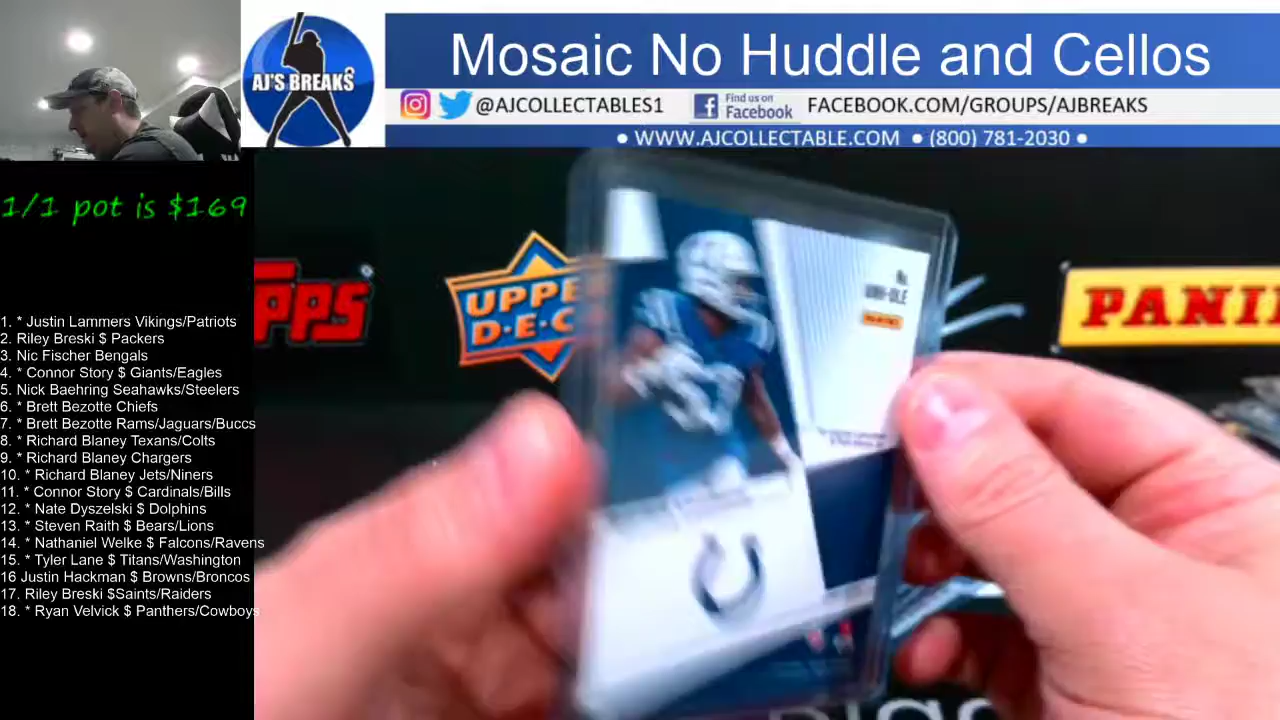 Mosaic No Huddle and Cellos
AJ'S BREAKS
@AJCOLLECTABLES1
Find us on
Facebook
FACEBOOK.COM/GROUPS/AJBREAKS
• WWW.AJCOLLECTABLE.COM • (800) 781-2030 •
1/1 pot is $169
1. * Justin Lammers Vikings/Patriots
2. Riley Breski $ Packers
3. Nic Fischer Bengals
4. * Connor Story $ Giants/Eagles
5. Nick Baehring Seahawks/Steelers
6. * Brett Bezotte Chiefs
7. * Brett Bezotte Rams/Jaguars/Buccs
8. * Richard Blaney Texans/Colts
9. * Richard Blaney Chargers
10. * Richard Blaney Jets/Niners
11. * Connor Story $ Cardinals/Bills
12. * Nate Dyszelski $ Dolphins
13. * Steven Raith $ Bears/Lions
14. * Nathaniel Welke $ Falcons/Ravens
15. * Tyler Lane $ Titans/Washington
16 Justin Hackman $ Browns/Broncos
17. Riley Breski $Saints/Raiders
18. * Ryan Velvick $ Panthers/Cowboys
PPS
UPPE
D·E·C
PANI
No.
53